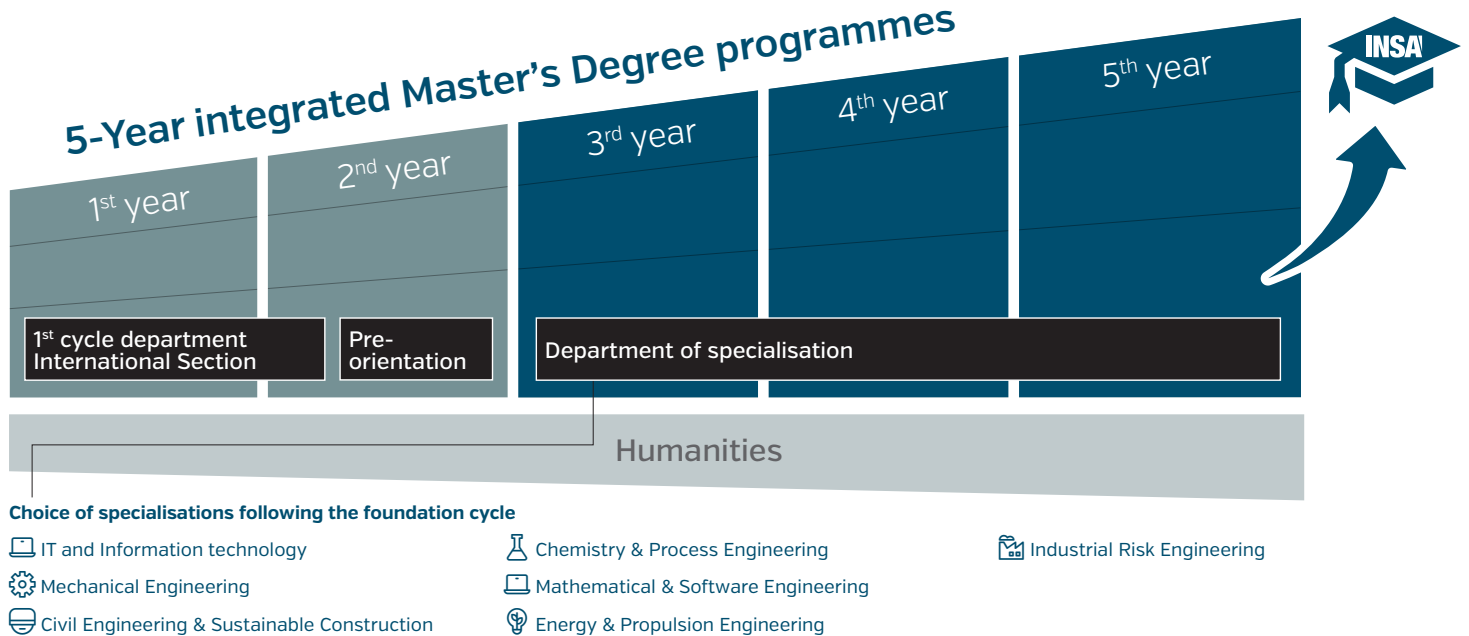 5-Year integrated Master's Degree programmes
INSA
1st year
2nd year
3rd year
4th year
5th year
1st cycle department
International Section
Pre-
orientation
Department of specialisation
Humanities
Choice of specialisations following the foundation cycle
IT and Information technology
Mechanical Engineering
Civil Engineering & Sustainable Construction
Chemistry & Process Engineering
Mathematical & Software Engineering
Energy & Propulsion Engineering
Industrial Risk Engineering